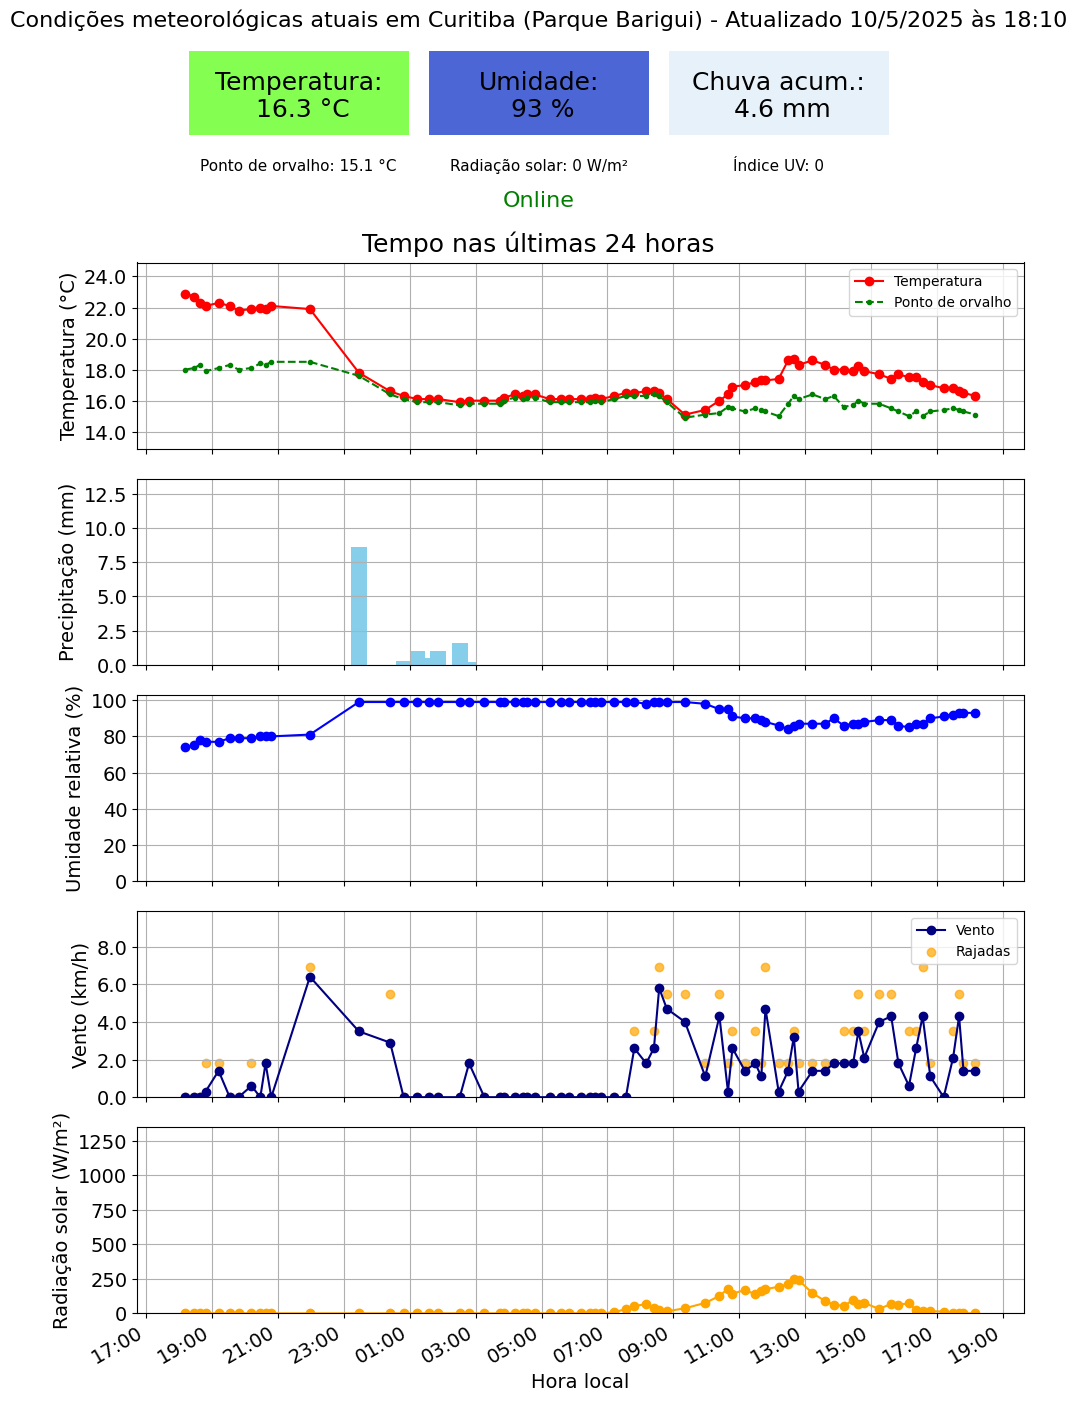 Condições meteorológicas atuais em Curitiba (Parque Barigui) - Atualizado 10/5/2025 às 18:10
Temperatura:
16.3 °C
Umidade:
93 %
Chuva acum.:
4.6 mm
Ponto de orvalho: 15.1 °C
Radiação solar: 0 W/m²
Índice UV: 0
Online
Tempo nas últimas 24 horas
Temperatura (°C)
24.0
22.0
20.0
18.0
16.0
14.0
Temperatura
Ponto de orvalho
Precipitação (mm)
12.5
10.0
7.5
5.0
2.5
0.0
Umidade relativa (%)
100
80
60
40
20
0
Vento (km/h)
8.0
6.0
4.0
2.0
0.0
Vento
Rajadas
Radiação solar (W/m²)
1250
1000
750
500
250
0
17:00
19:00
21:00
23:00
01:00
03:00
05:00
07:00
09:00
11:00
13:00
15:00
17:00
19:00
Hora local